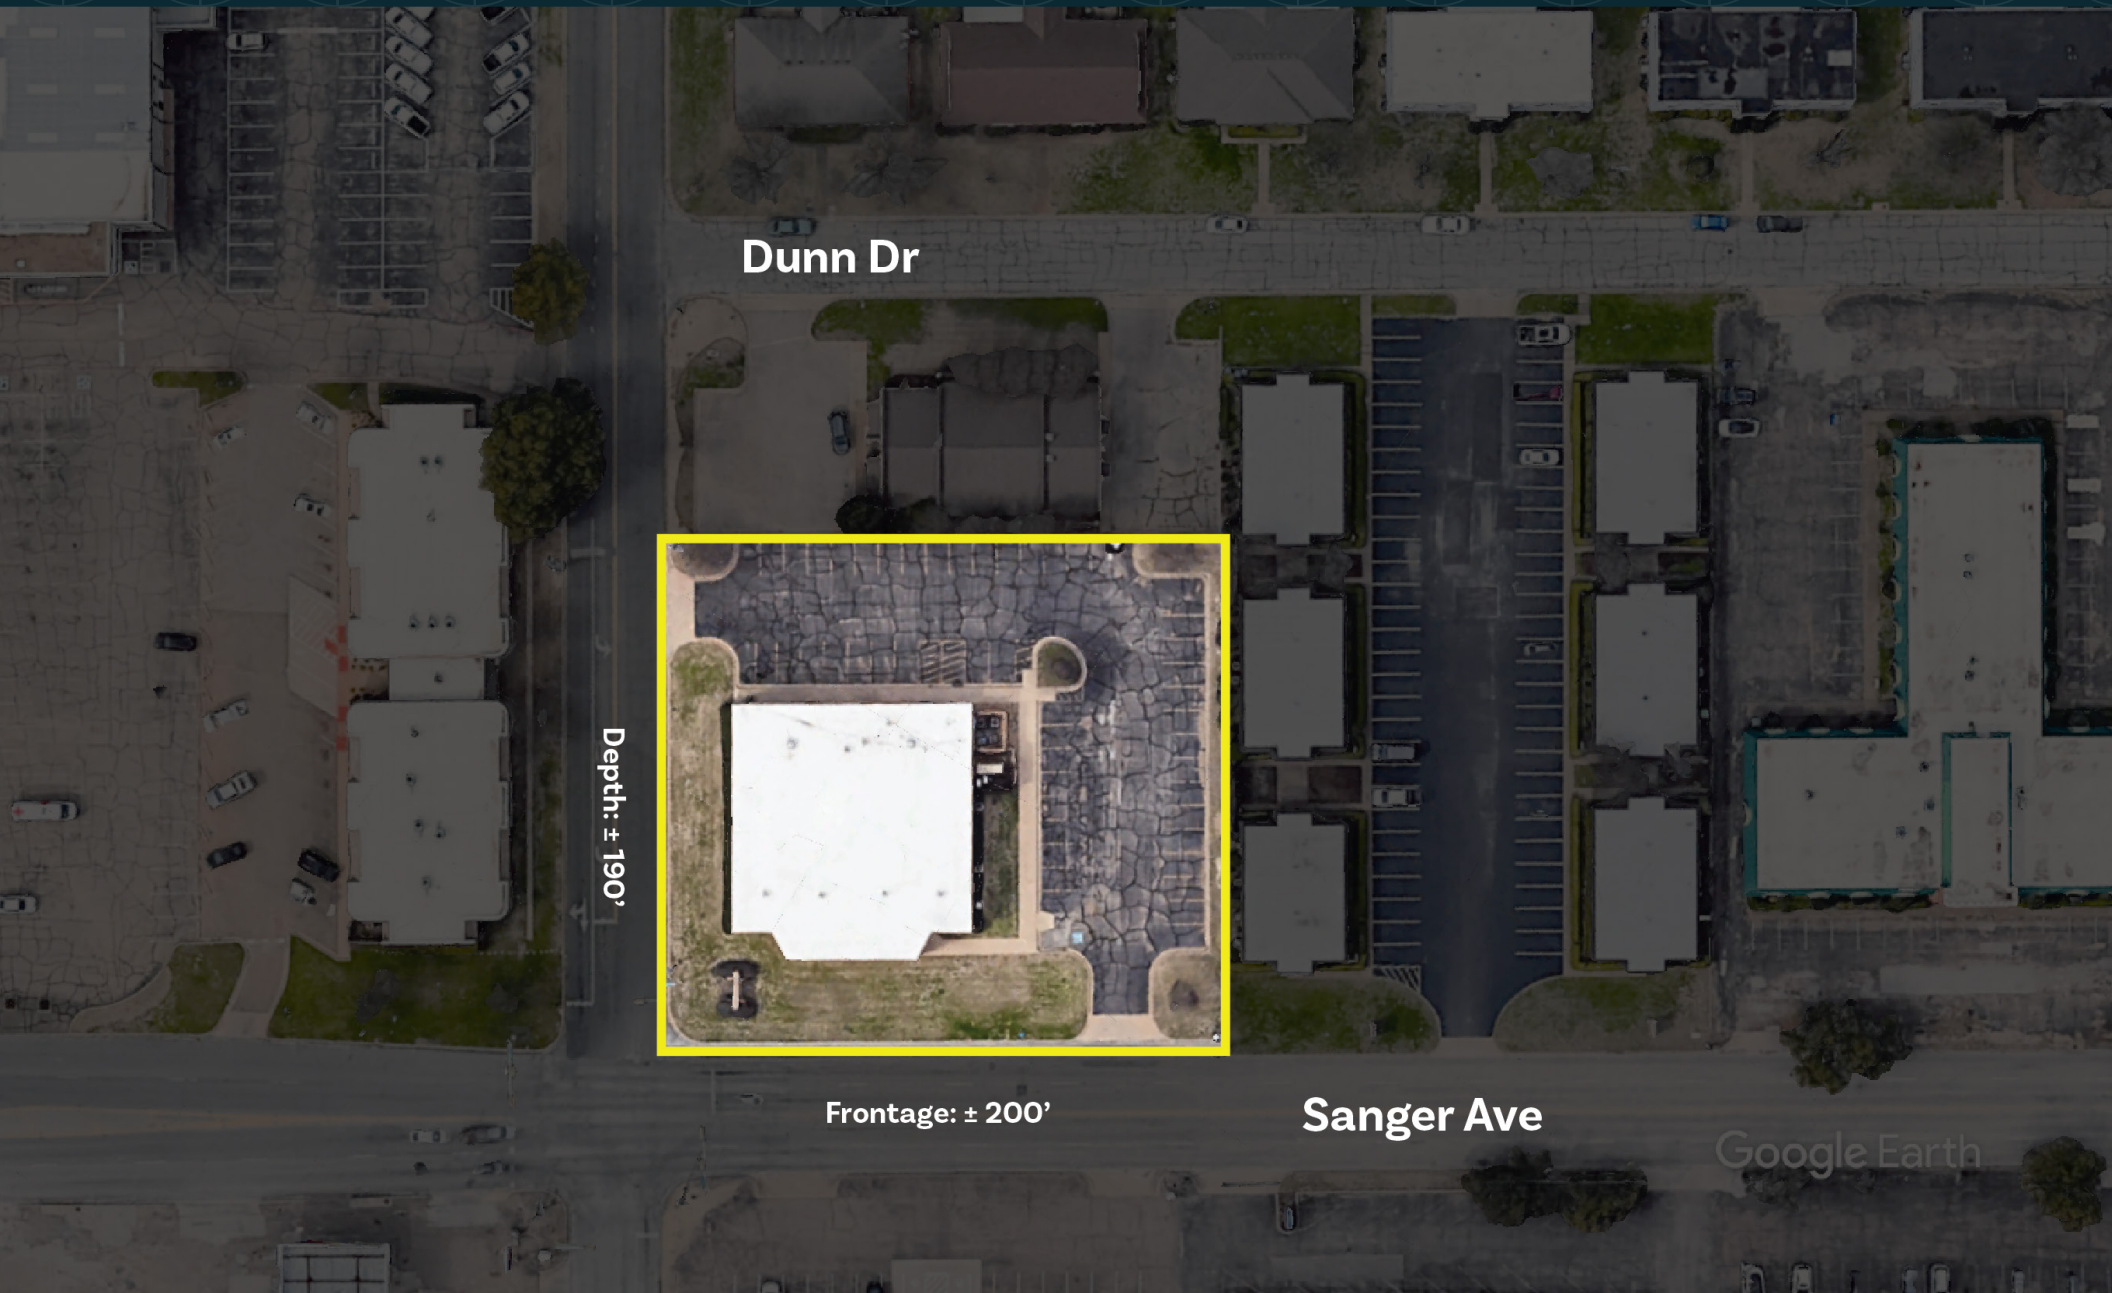 Dunn Dr
Depth: ± 190’
Frontage: ± 200’
Sanger Ave
Google Earth